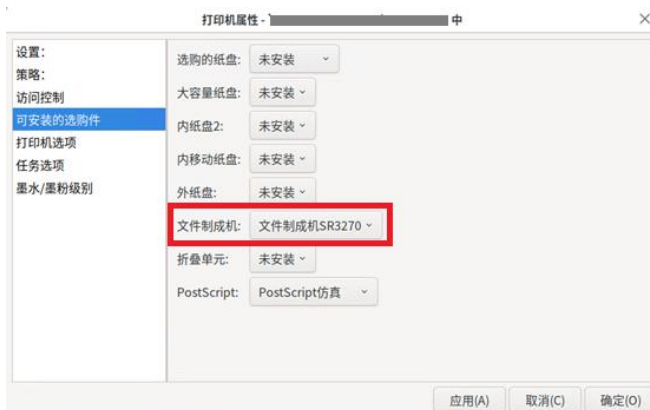 打印机属性 - 中
设置:
策略:
访问控制
可安装的选购件
打印机选项
任务选项
墨水/墨粉级别
选购的纸盘: 未安装
大容量纸盘: 未安装
内纸盘2: 未安装
内移动纸盘: 未安装
外纸盘: 未安装
文件制成机: 文件制成机SR3270
折叠单元: 未安装
PostScript: PostScript仿真
应用(A) 取消(C) 确定(O)